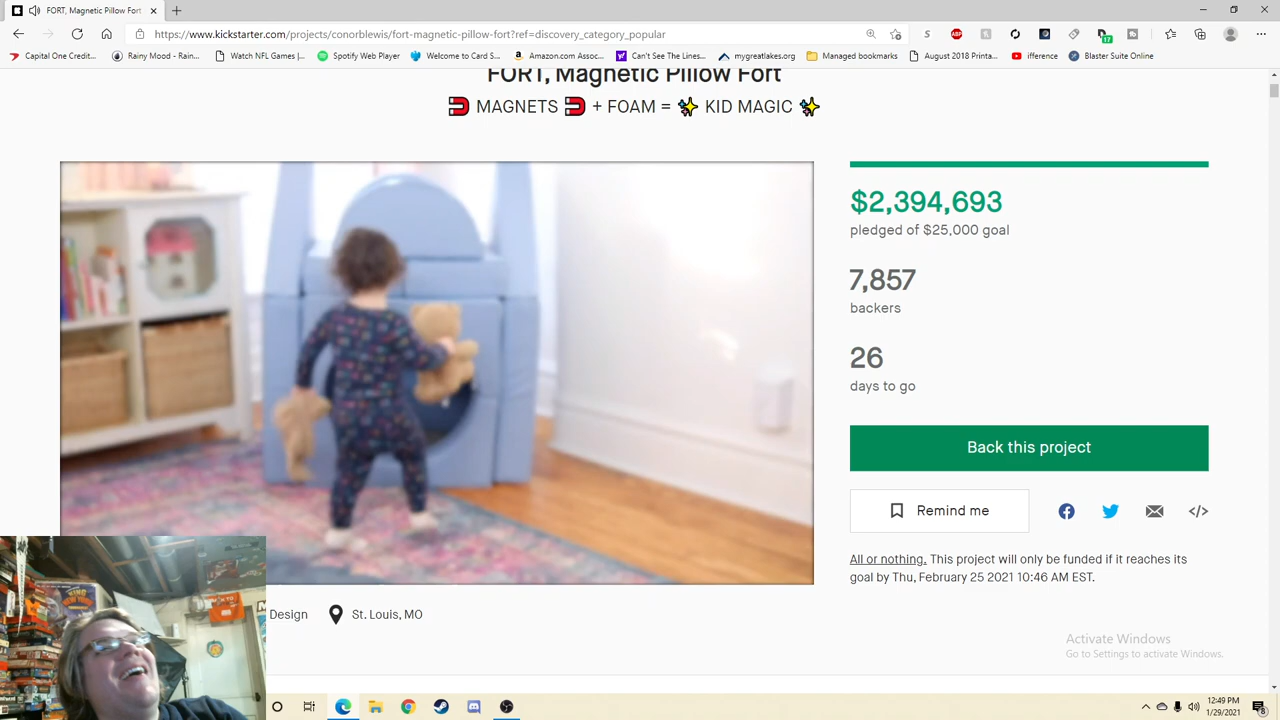 FORT, Magnetic Pillow Fort
https://www.kickstarter.com/projects/conorblewis/fort-magnetic-pillow-fort?ref=discovery_category_popular
ABP
17
Capital One Credit...
Rainy Mood - Rain...
Watch NFL Games |...
Spotify Web Player
Welcome to Card S...
Amazon.com Assoc...
Can't See The Lines...
mygreatlakes.org
Managed bookmarks
August 2018 Printa...
ifference
Blaster Suite Online
FORT, Magnetic Pillow Fort
MAGNETS + FOAM = KID MAGIC
$2,394,693
pledged of $25,000 goal
7,857
backers
26
days to go
Back this project
Remind me
All or nothing. This project will only be funded if it reaches its
goal by Thu, February 25 2021 10:46 AM EST.
Design
St. Louis, MO
Activate Windows
Go to Settings to activate Windows.
12:49 PM
1/29/2021
8